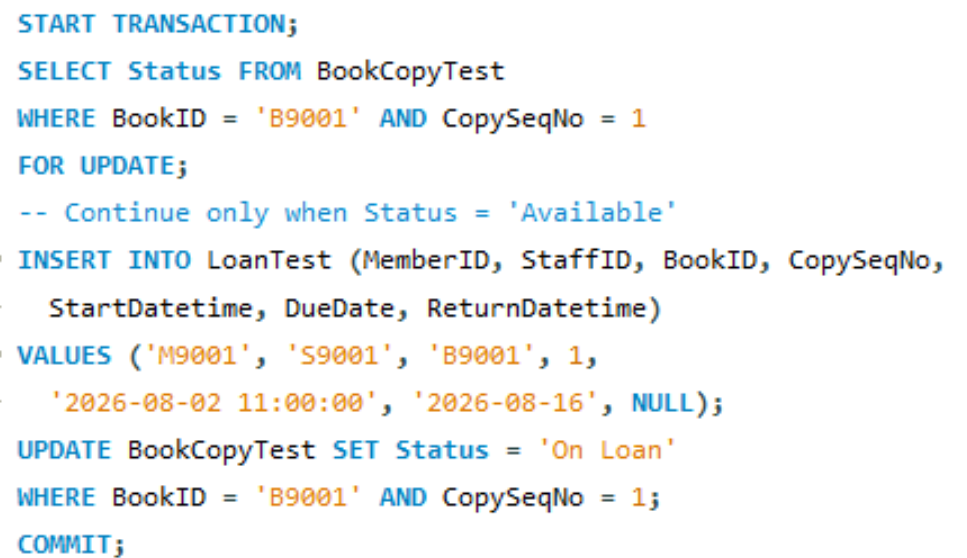 START TRANSACTION;
SELECT Status FROM BookCopyTest
WHERE BookID = 'B9001' AND CopySeqNo = 1
FOR UPDATE;
-- Continue only when Status = 'Available'
INSERT INTO LoanTest (MemberID, StaffID, BookID, CopySeqNo,
StartDatetime, DueDate, ReturnDatetime)
VALUES ('M9001', 'S9001', 'B9001', 1,
'2026-08-02 11:00:00', '2026-08-16', NULL);
UPDATE BookCopyTest SET Status = 'On Loan'
WHERE BookID = 'B9001' AND CopySeqNo = 1;
COMMIT;